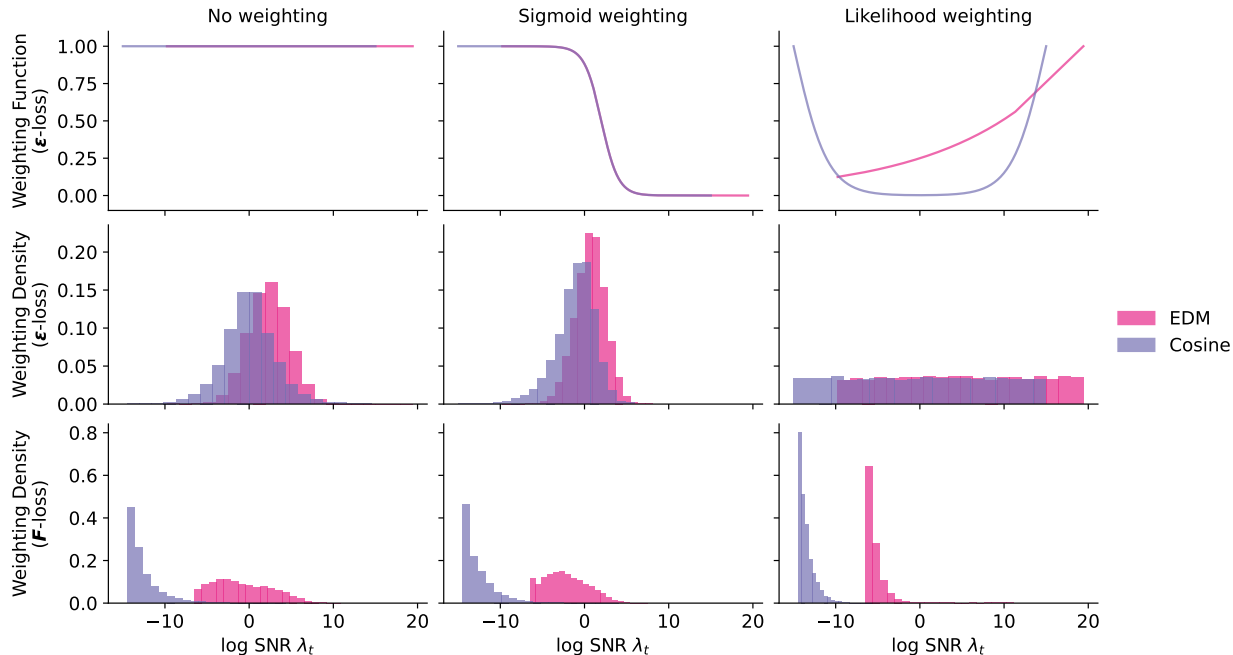 No weighting
Sigmoid weighting
Likelihood weighting
Weighting Function
(ε-loss)
1.00
0.75
0.50
0.25
0.00
Weighting Density
(ε-loss)
0.20
0.15
0.10
0.05
0.00
EDM
Cosine
Weighting Density
(F-loss)
0.8
0.6
0.4
0.2
0.0
−10 0 10 20
−10 0 10 20
−10 0 10 20
log SNR λt
log SNR λt
log SNR λt